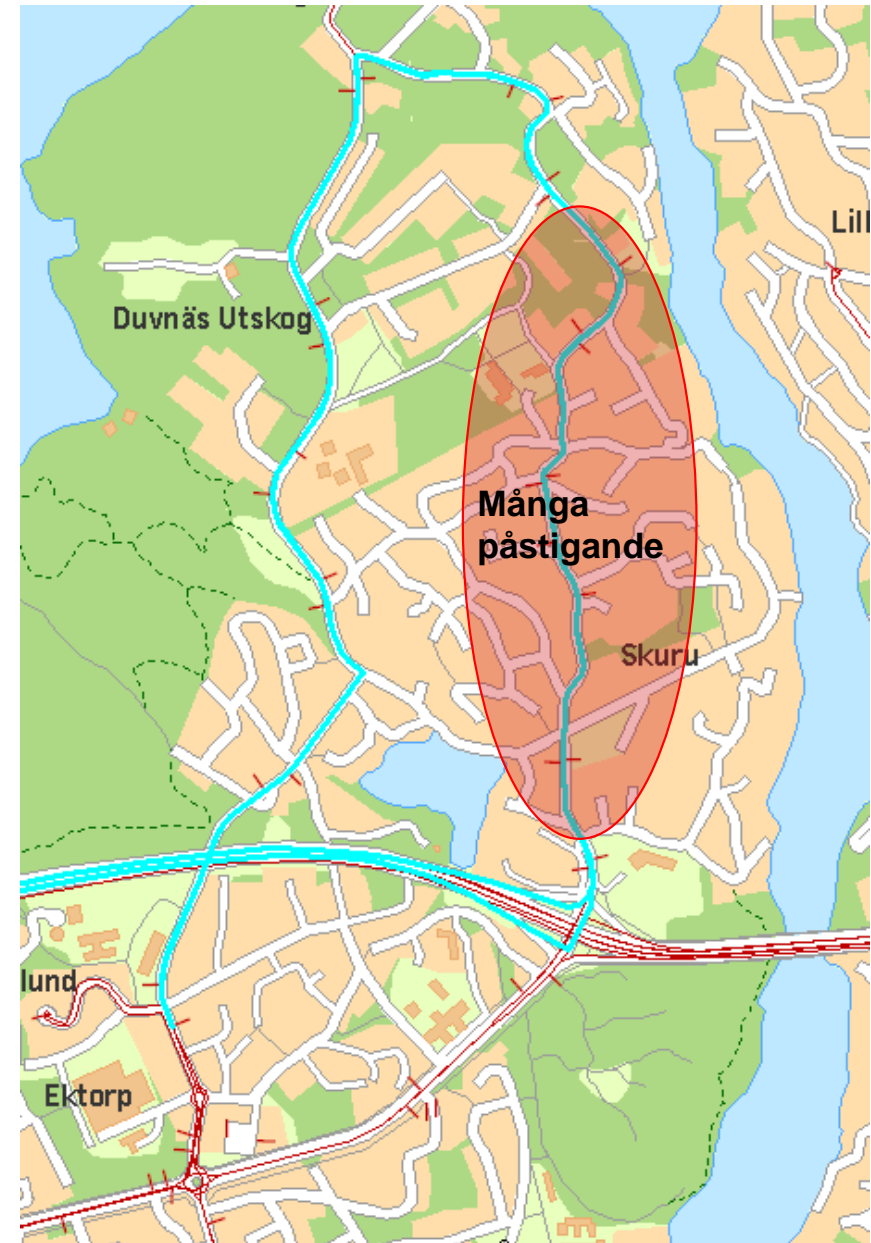 Lill
Duvnäs Utskog
Många
påstigande
Skuru
lund
Ektorp